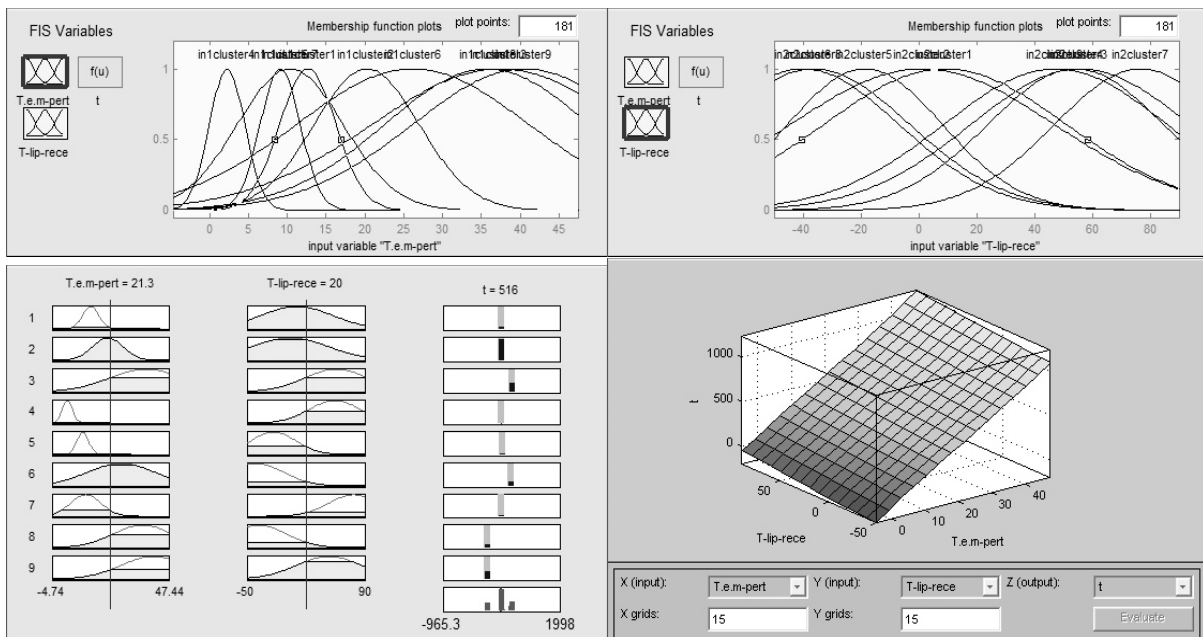 FIS Variables
Membership function plots
plot points:
181
f(u)
T.e.m-pert
t
T-lip-rece
in1cluster4
in1cluster2
in1cluster6
1
0.5
0
0 5 10 15 20 25 30 35 40 45
input variable "T.e.m-pert"
FIS Variables
Membership function plots
plot points:
181
f(u)
T.e.m-pert
t
T-lip-rece
in2cluster5
in2cluster7
1
0.5
0
-40 -20 0 20 40 60 80
input variable "T-lip-rece"
T.e.m-pert = 21.3
T-lip-rece = 20
t = 516
1
2
3
4
5
6
7
8
9
-4.74
47.44
-50
90
-965.3
1998
1000
500
0
t
50
0
-50
T-lip-rece
0
10
20
30
40
T.e.m-pert
X (input):
T.e.m-pert
Y (input):
T-lip-rece
Z (output):
t
X grids:
15
Y grids:
15
Evaluate